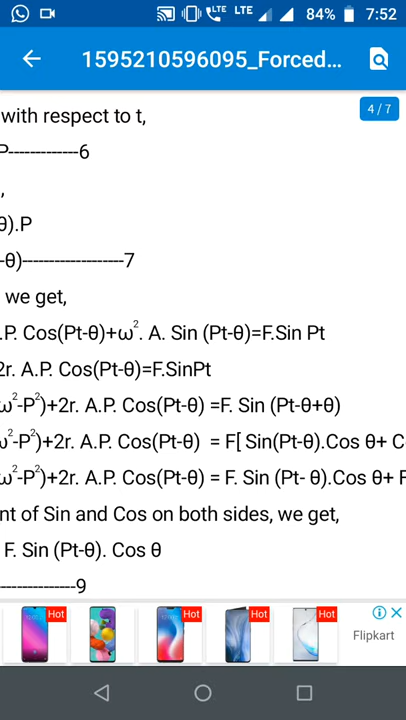 LTE LTE 84% 7:52
1595210596095_Forced...
4 / 7
with respect to t,
P-------------6
,
θ).P
-θ)--------------------7
we get,
.P. Cos(Pt-θ)+ω². A. Sin (Pt-θ)=F.Sin Pt
2r. A.P. Cos(Pt-θ)=F.SinPt
ω²-P²)+2r. A.P. Cos(Pt-θ) =F. Sin (Pt-θ+θ)
ω²-P²)+2r. A.P. Cos(Pt-θ) = F[ Sin(Pt-θ).Cos θ+ C
ω²-P²)+2r. A.P. Cos(Pt-θ) = F. Sin (Pt- θ).Cos θ+ F
nt of Sin and Cos on both sides, we get,
F. Sin (Pt-θ). Cos θ
--------------9
Hot Hot Hot Hot Hot
Flipkart